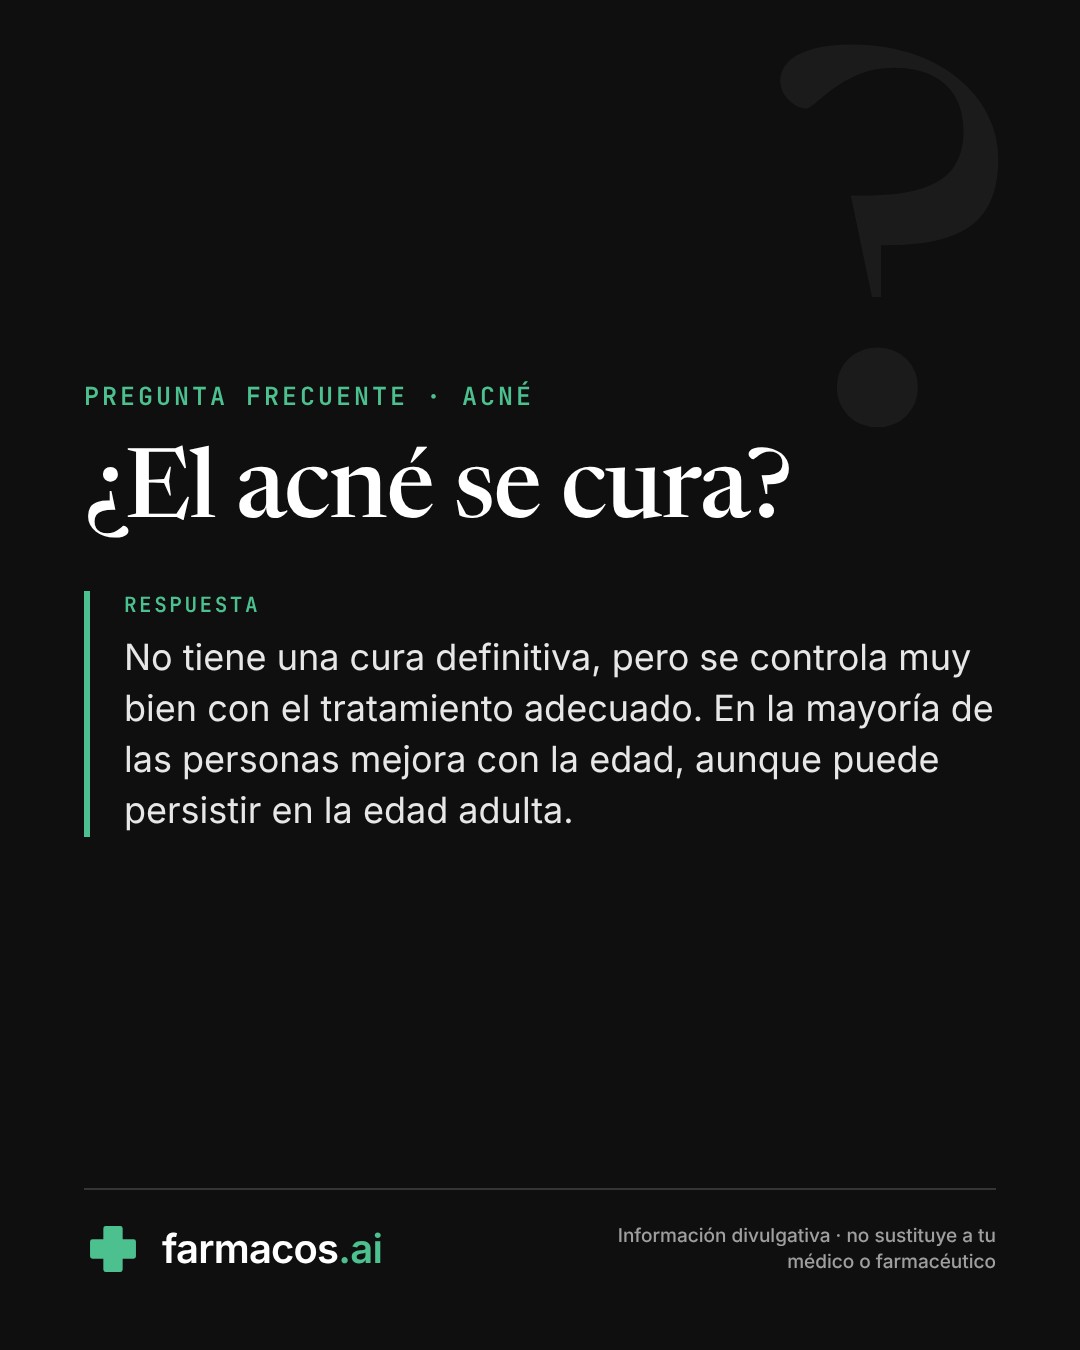 ?
PREGUNTA FRECUENTE · ACNÉ
¿El acné se cura?
RESPUESTA
No tiene una cura definitiva, pero se controla muy
bien con el tratamiento adecuado. En la mayoría de
las personas mejora con la edad, aunque puede
persistir en la edad adulta.
farmacos.ai
Información divulgativa · no sustituye a tu
médico o farmacéutico